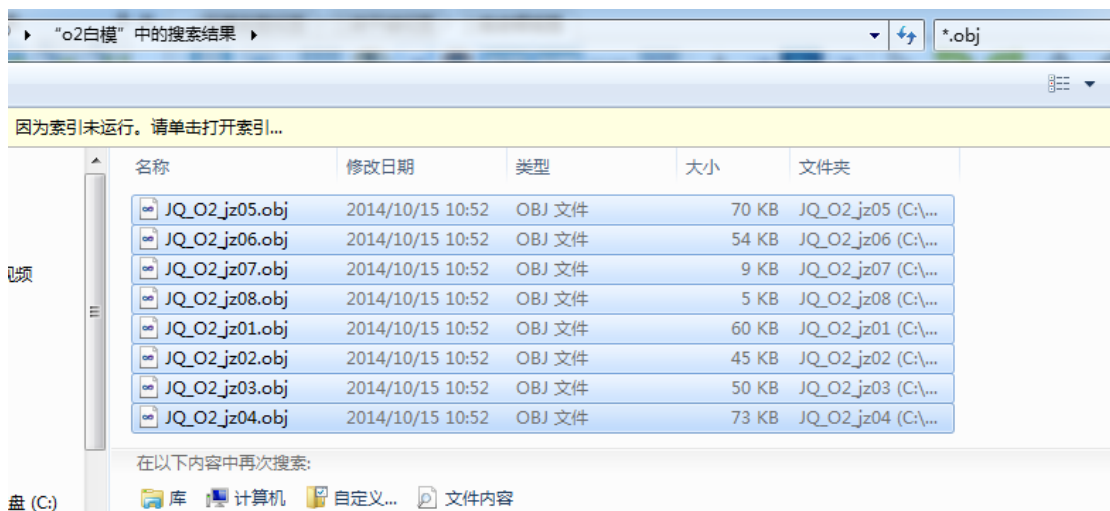 “o2白模”中的搜索结果
*.obj
因为索引未运行。请单击打开索引...
名称 修改日期 类型 大小 文件夹
JQ_O2_jz05.obj 2014/10/15 10:52 OBJ 文件 70 KB JQ_O2_jz05 (C:\...
JQ_O2_jz06.obj 2014/10/15 10:52 OBJ 文件 54 KB JQ_O2_jz06 (C:\...
视频
JQ_O2_jz07.obj 2014/10/15 10:52 OBJ 文件 9 KB JQ_O2_jz07 (C:\...
JQ_O2_jz08.obj 2014/10/15 10:52 OBJ 文件 5 KB JQ_O2_jz08 (C:\...
JQ_O2_jz01.obj 2014/10/15 10:52 OBJ 文件 60 KB JQ_O2_jz01 (C:\...
JQ_O2_jz02.obj 2014/10/15 10:52 OBJ 文件 45 KB JQ_O2_jz02 (C:\...
JQ_O2_jz03.obj 2014/10/15 10:52 OBJ 文件 50 KB JQ_O2_jz03 (C:\...
JQ_O2_jz04.obj 2014/10/15 10:52 OBJ 文件 73 KB JQ_O2_jz04 (C:\...
在以下内容中再次搜索:
盘 (C:) 库 计算机 自定义... 文件内容